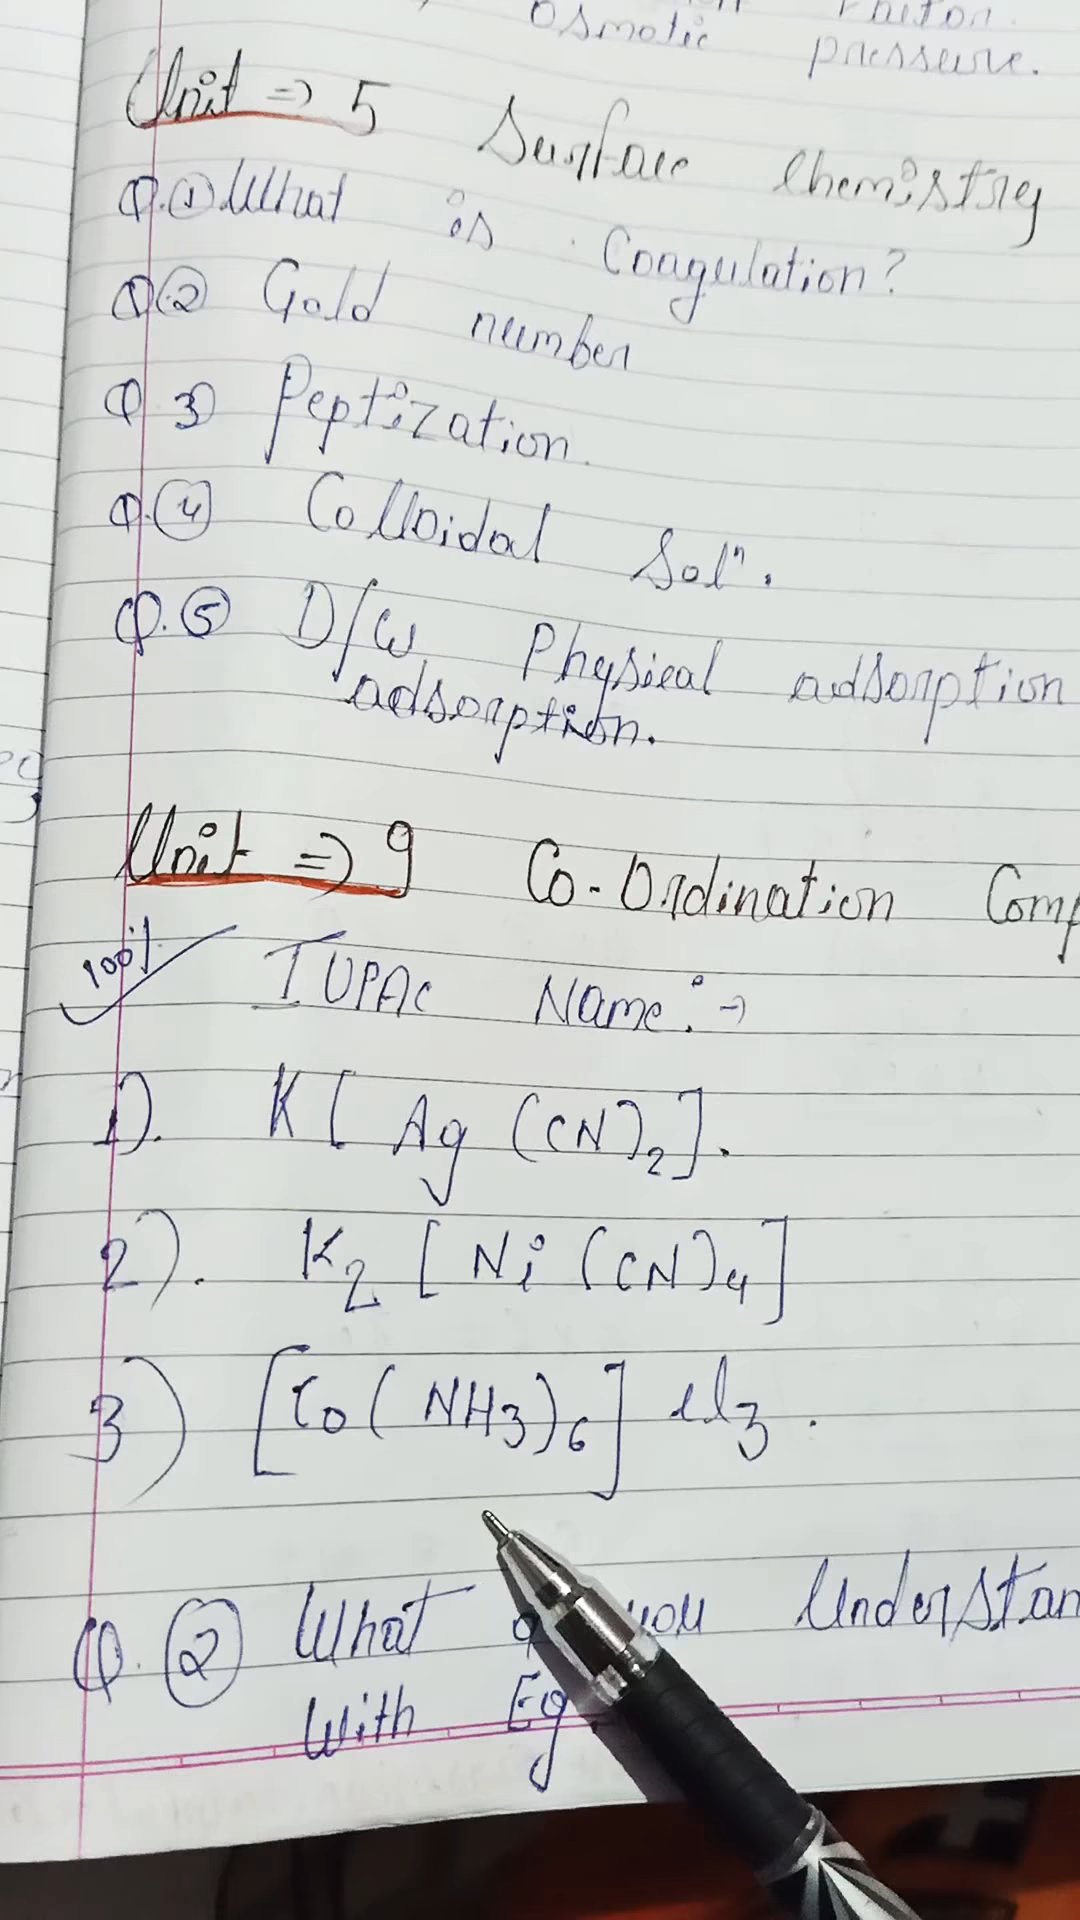 Osmotic pressure.
Unit => 5 Surface Chemistry
Q.① What is Coagulation?
Q② Gold number
Q 3) Peptization.
Q.④ Colloidal Solⁿ.
Q.⑤ D/w Physical adsorption
adsorption.
Unit => 9 Co-Ordination
100% IUPAC Name:→
1). K[Ag(CN)2].
2). K2[Ni(CN)4]
3) [Co(NH3)6]Cl3.
Q.② What you
With Eg